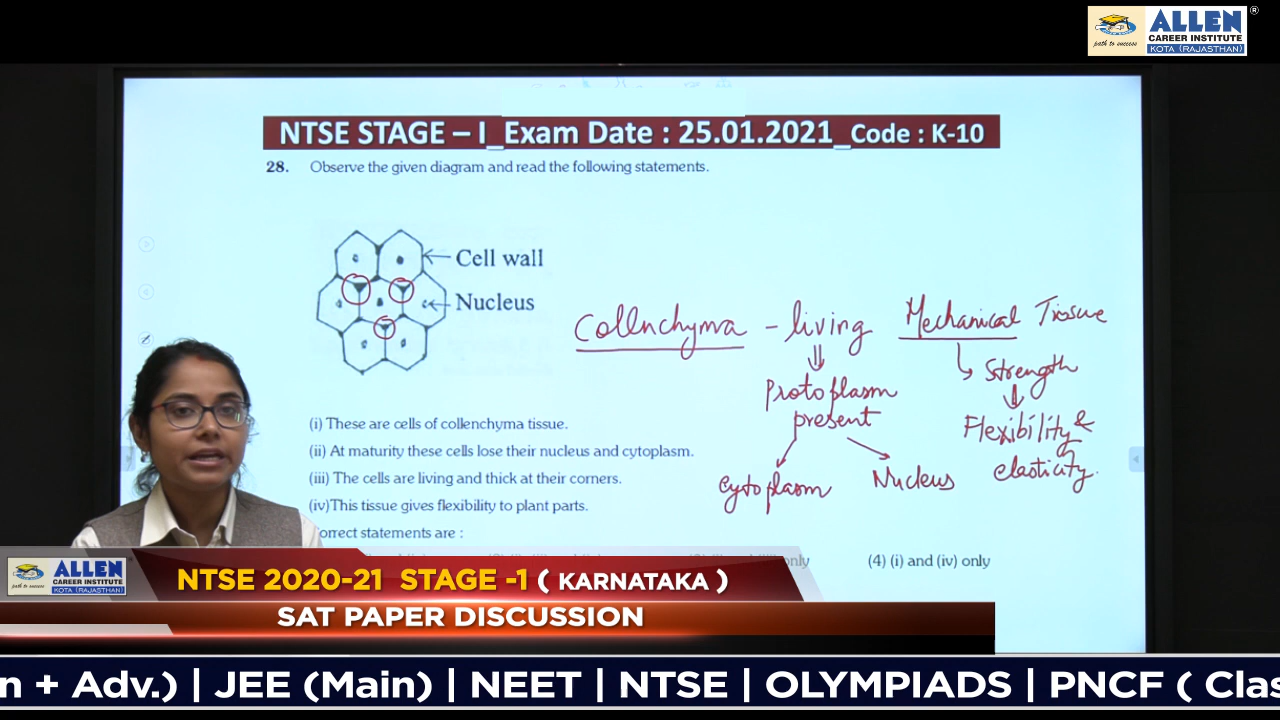 path to success
ALLEN
®
CAREER INSTITUTE
KOTA (RAJASTHAN)
NTSE STAGE – I_Exam Date : 25.01.2021_Code : K-10
28. Observe the given diagram and read the following statements.
Cell wall
Nucleus
Collnchyma - living
Protoplasm
present
Cytoplasm
Nucleus
Mechanical Tissue
Strength
Flexibility &
elasticity.
(i) These are cells of collenchyma tissue.
(ii) At maturity these cells lose their nucleus and cytoplasm.
(iii) The cells are living and thick at their corners.
(iv)This tissue gives flexibility to plant parts.
orrect statements are :
only (4) (i) and (iv) only
path to success
ALLEN
CAREER INSTITUTE
KOTA (RAJASTHAN)
NTSE 2020-21 STAGE -1 ( KARNATAKA )
SAT PAPER DISCUSSION
n + Adv.) | JEE (Main) | NEET | NTSE | OLYMPIADS | PNCF ( Clas